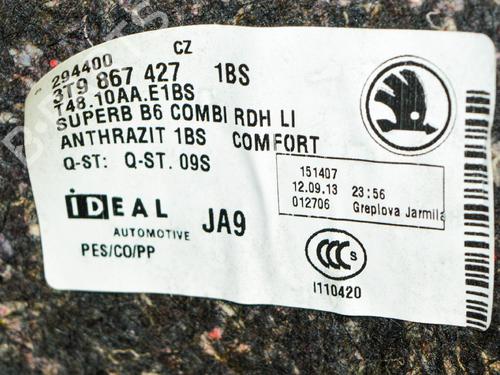 294400 CZ
3T9 867 427 1BS
T48.10AA.E1BS
SUPERB B6 COMBI RDH LI
ANTHRAZIT 1BS COMFORT
Q-ST: Q-ST. 09S
151407
12.09.13 23:56
012706 Greplova Jarmila
iDEAL
AUTOMOTIVE
JA9
PES/CO/PP
CCC S
I110420